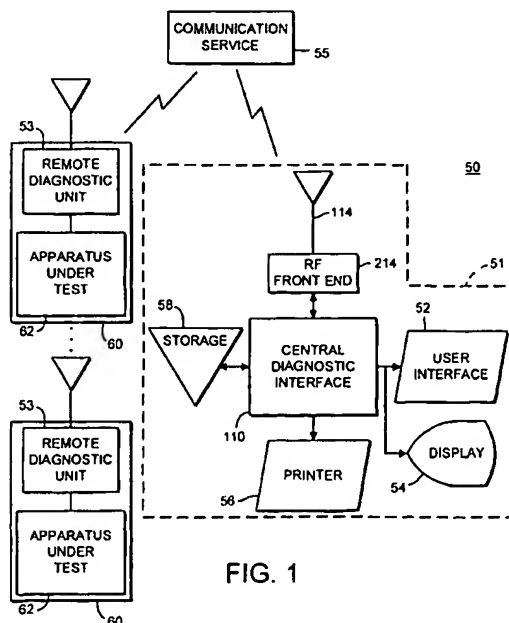 COMMUNICATION
SERVICE
55
53
REMOTE
DIAGNOSTIC
UNIT
APPARATUS
UNDER
TEST
62
60
53
REMOTE
DIAGNOSTIC
UNIT
APPARATUS
UNDER
TEST
62
60
50
51
114
RF
FRONT END
214
58
STORAGE
CENTRAL
DIAGNOSTIC
INTERFACE
110
52
USER
INTERFACE
PRINTER
56
DISPLAY
54
FIG. 1